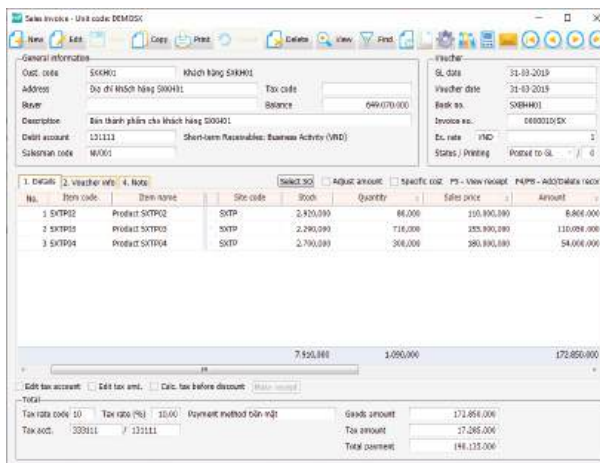 Sales invoice - Unit code: DEMOSX
New Edit Copy Print Delete View Find
General information
Cust. code SXKH01 Khách hàng SXKH01
Address Địa chỉ khách hàng SXKH01 Tax code
Buyer Balance 649.070.000
Description Bán thành phẩm cho khách hàng SXKH01
Debit account 131111 Short-term Receivables: Business Activity (VND)
Salesman code NV001
Voucher
GL date 31-03-2019
Voucher date 31-03-2019
Book no. SXBHH01
Invoice no. 0000010 SX
Ex. rate VND 1
Status / Printing Posted to GL / 0
1. Details 2. Voucher info 4. Note Select SO Adjust amount Specific cost F5 - View receipt F4/F8 - Add/Delete recor
No. Item code Item name Site code Stock Quantity Sales price Amount
1 SXTP02 Product SXTP02 SXTP 2.920,000 80,000 110.000,000 8.800.000
2 SXTP03 Product SXTP03 SXTP 2.290,000 710,000 155.000,000 110.050.000
3 SXTP04 Product SXTP04 SXTP 2.700,000 300,000 180.000,000 54.000.000
7.910,000 1.090,000 172.850.000
Edit tax account Edit tax amt. Calc. tax before discount
Total
Tax rate code 10 Tax rate (%) 10,00 Payment method tiền mặt Goods amount 172.850.000
Tax acct. 333111 / 131111 Tax amount 17.285.000
Total payment 190.135.000